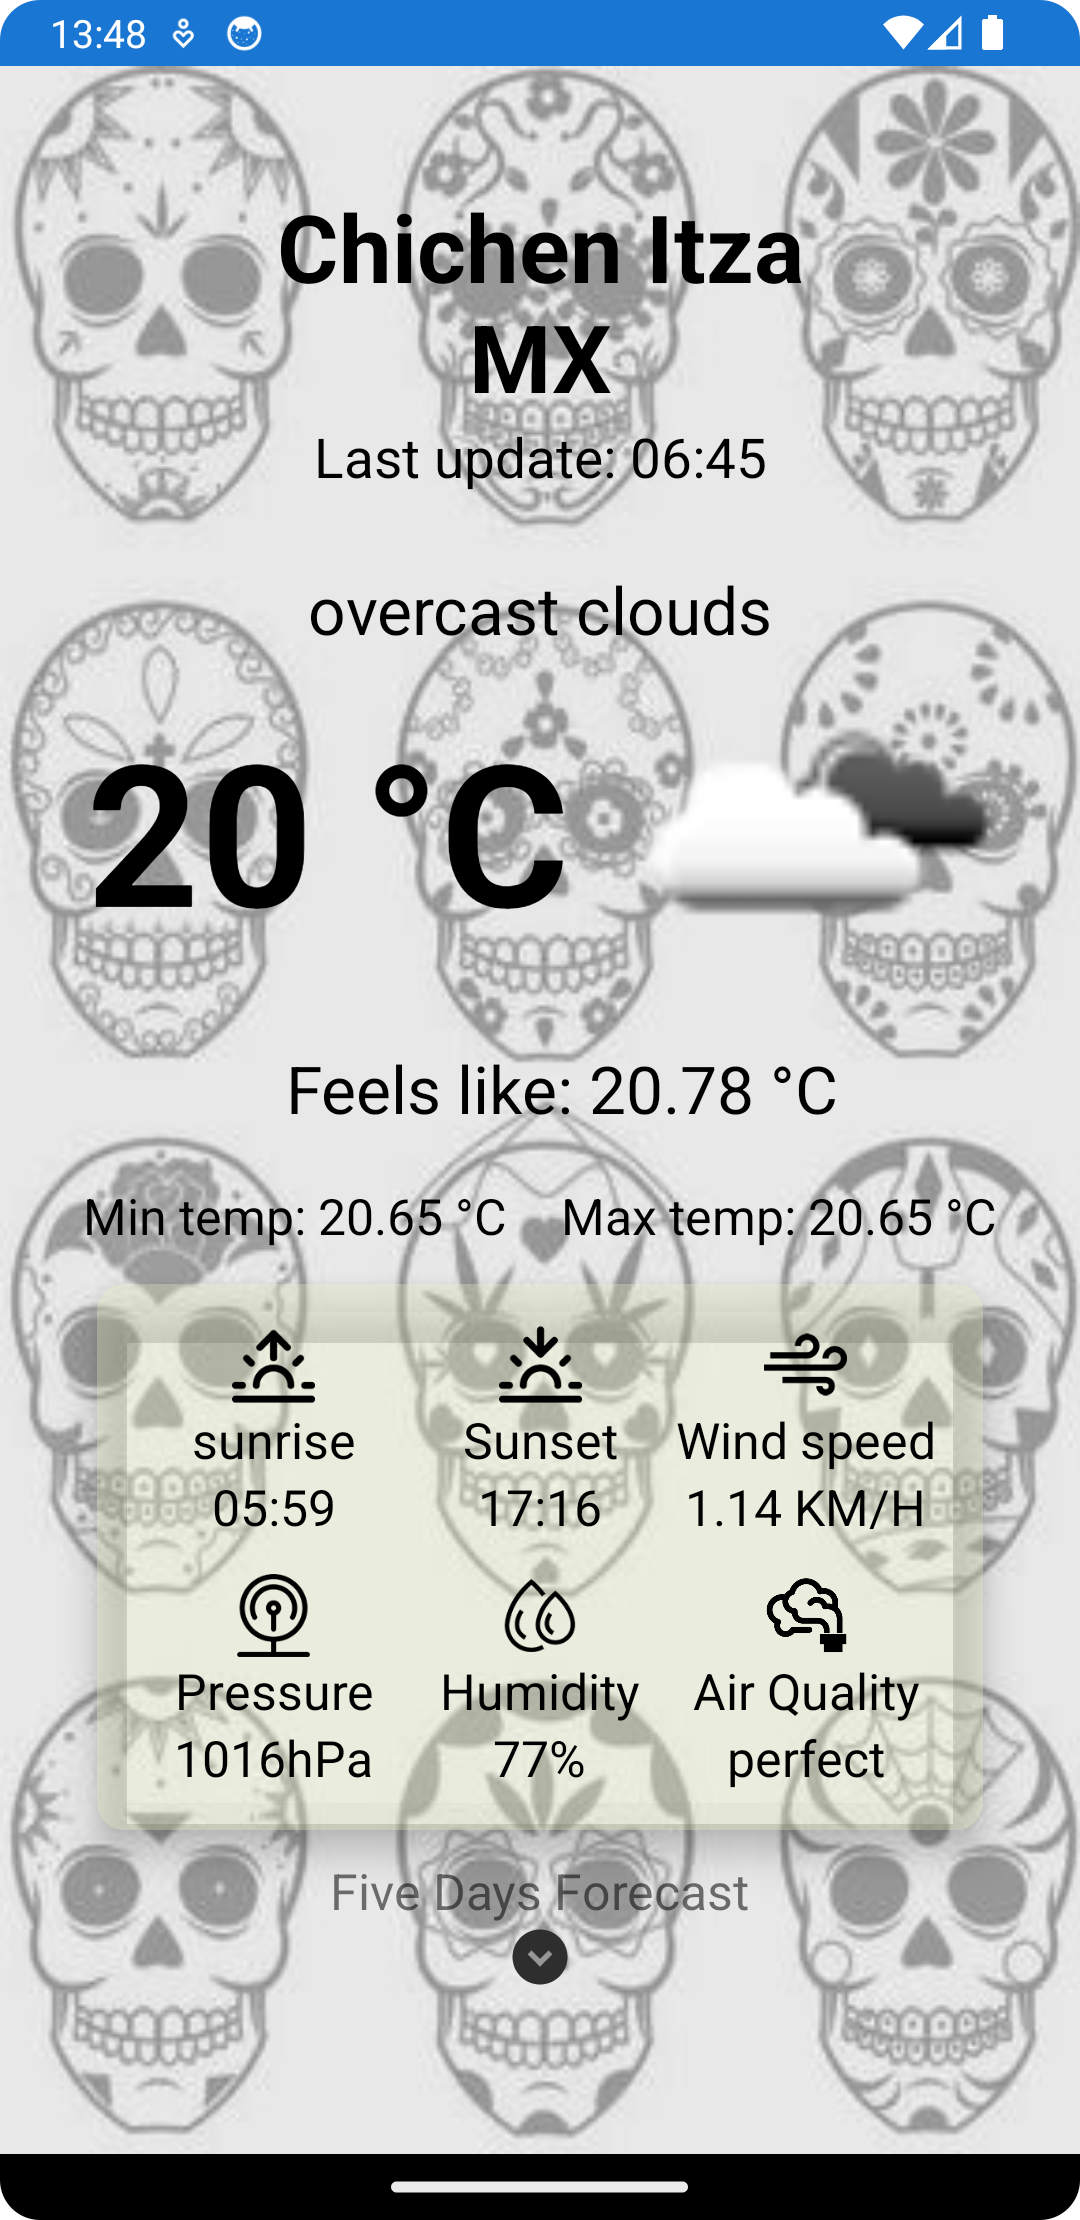 13:48
Chichen Itza
MX
Last update: 06:45
overcast clouds
20 °C
Feels like: 20.78 °C
Min temp: 20.65 °C Max temp: 20.65 °C
sunrise Sunset Wind speed
05:59 17:16 1.14 KM/H
Pressure Humidity Air Quality
1016hPa 77% perfect
Five Days Forecast